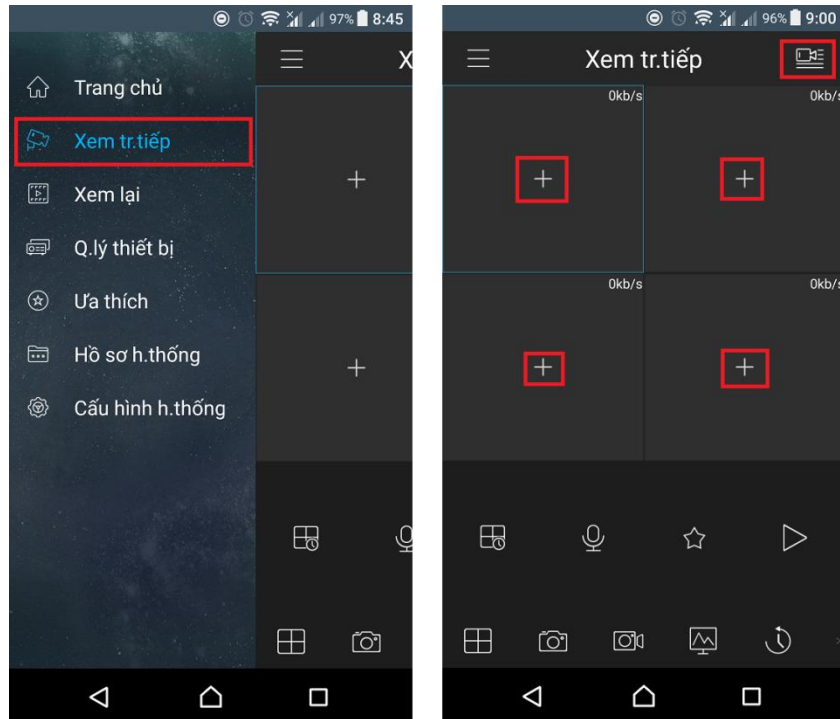 97% 8:45
X
Trang chủ
Xem tr.tiếp
Xem lại
Q.lý thiết bị
Ưa thích
Hồ sơ h.thống
Cấu hình h.thống
96% 9:00
Xem tr.tiếp
0kb/s 0kb/s
0kb/s 0kb/s